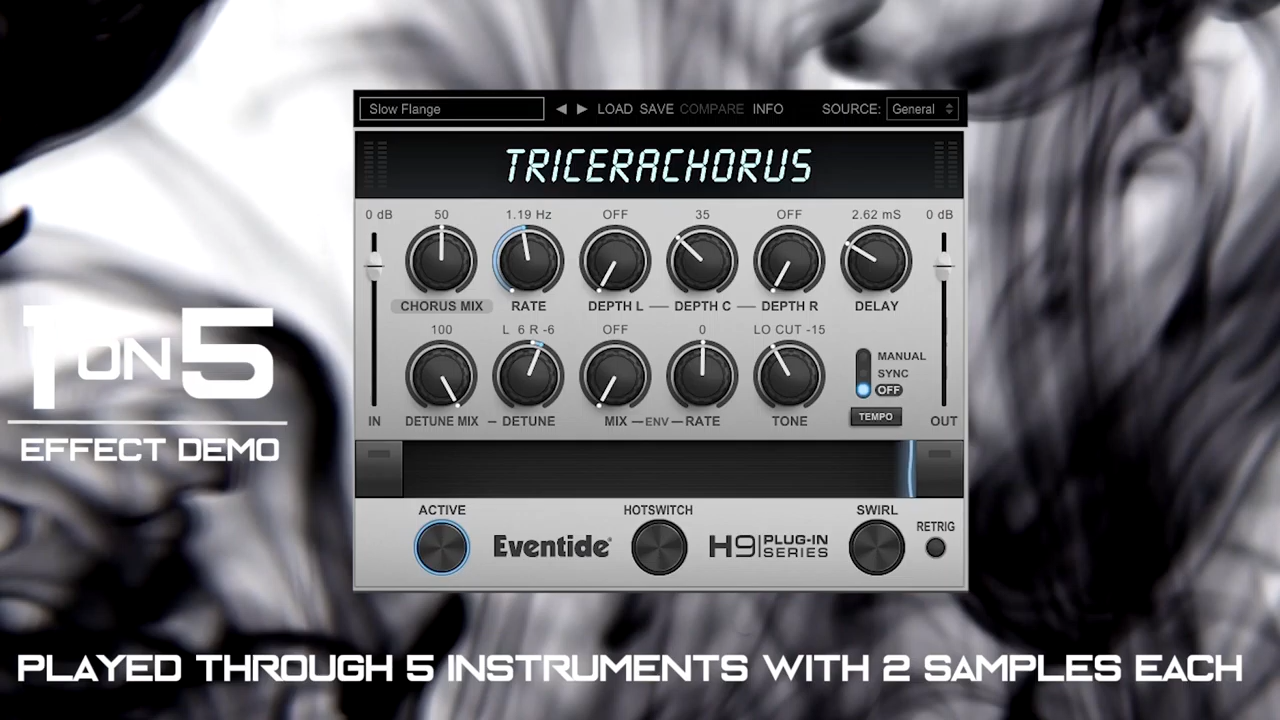 Slow Flange ◀ ▶ LOAD SAVE COMPARE INFO SOURCE: General
TRICERACHORUS
0 dB 50 1.19 Hz OFF 35 OFF 2.62 mS 0 dB
CHORUS MIX RATE DEPTH L DEPTH C DEPTH R DELAY
100 L 6 R -6 OFF 0 LO CUT -15
MANUAL
SYNC
OFF
TEMPO
IN DETUNE MIX DETUNE MIX ENV RATE TONE OUT
1 ON 5
EFFECT DEMO
ACTIVE HOTSWITCH SWIRL
RETRIG
Eventide® H9 PLUG-IN SERIES
PLAYED THROUGH 5 INSTRUMENTS WITH 2 SAMPLES EACH